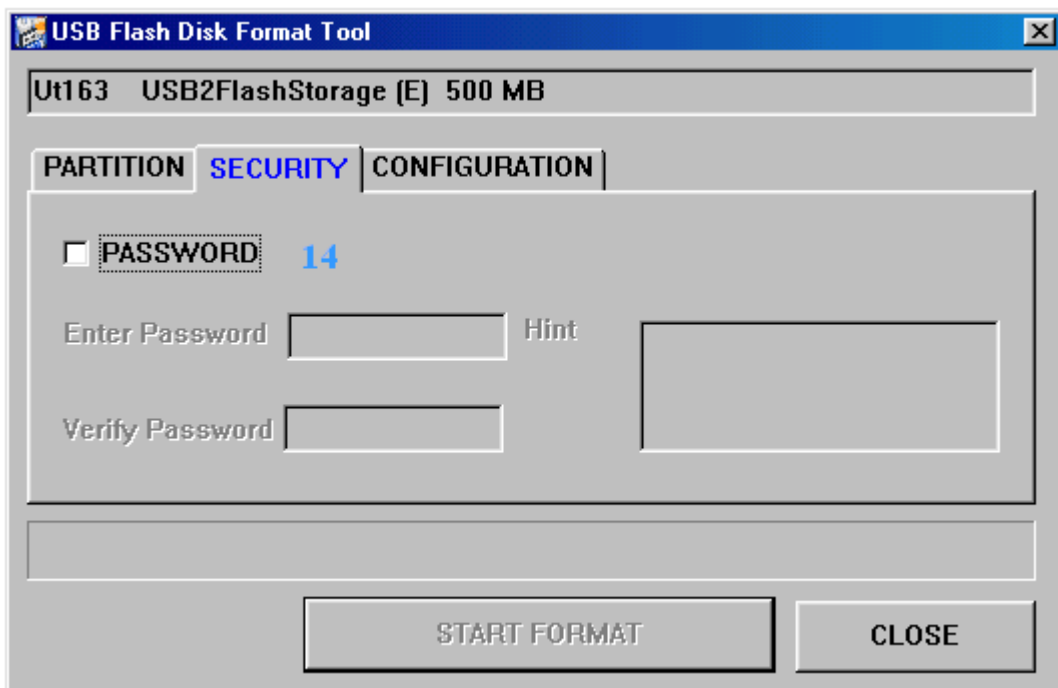 USB Flash Disk Format Tool
Ut163 USB2FlashStorage (E) 500 MB
PARTITION SECURITY CONFIGURATION
PASSWORD 14
Enter Password Hint
Verify Password
START FORMAT CLOSE